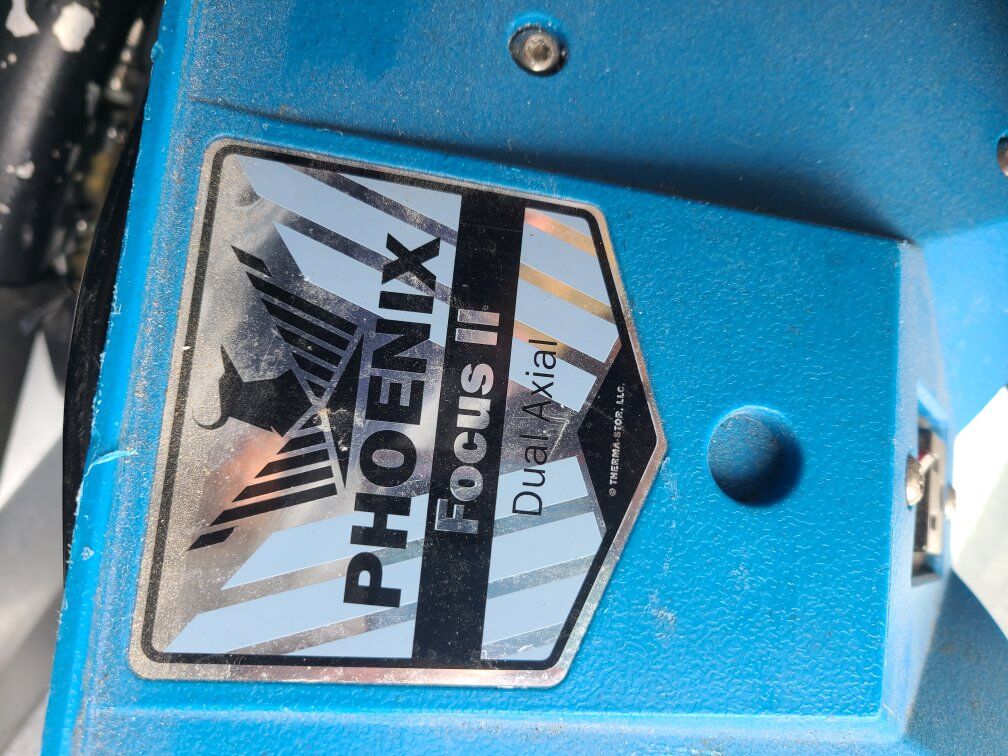 PHOENIX
Focus II
Dual Axial
© THERMA-STOR, LLC.